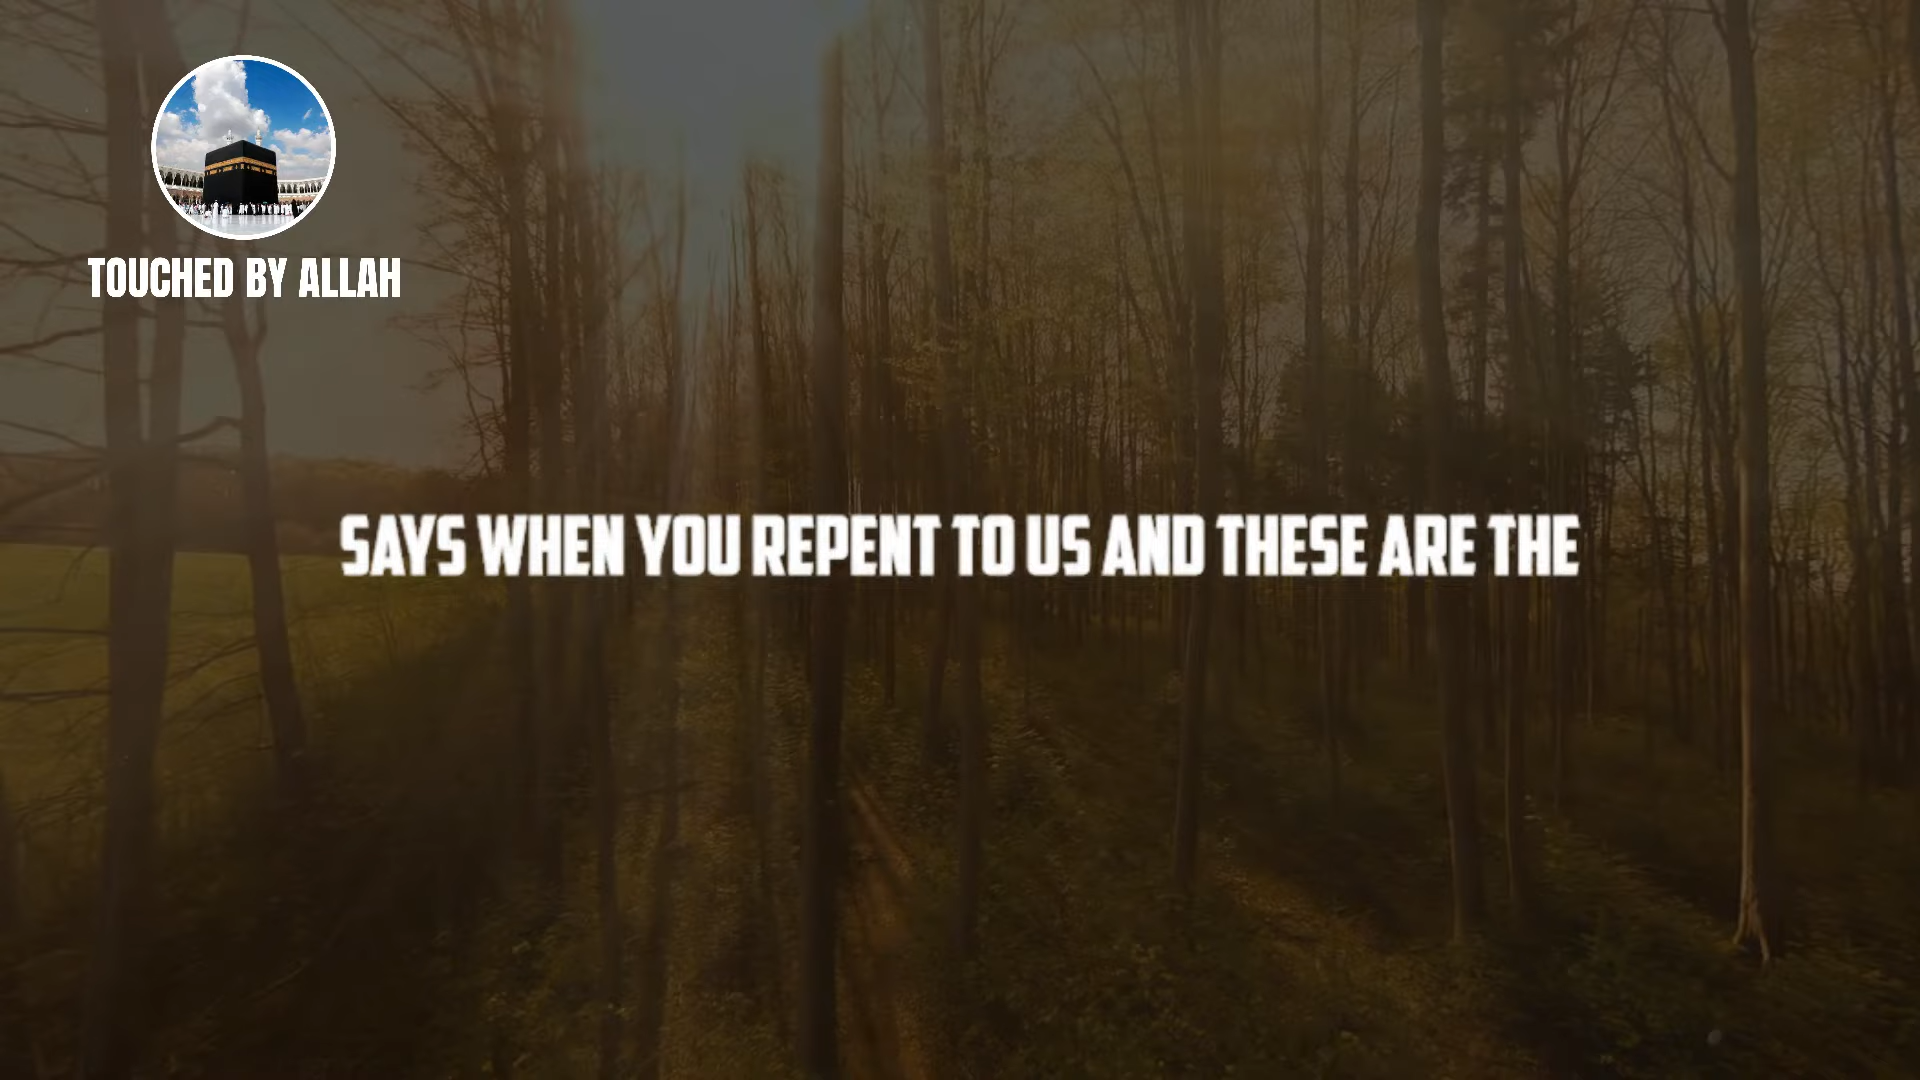 TOUCHED BY ALLAH
SAYS WHEN YOU REPENT TO US AND THESE ARE THE